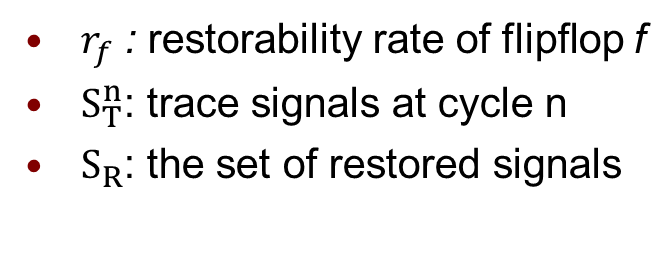 • r_f : restorability rate of flipflop f
• S_T^n: trace signals at cycle n
• S_R: the set of restored signals